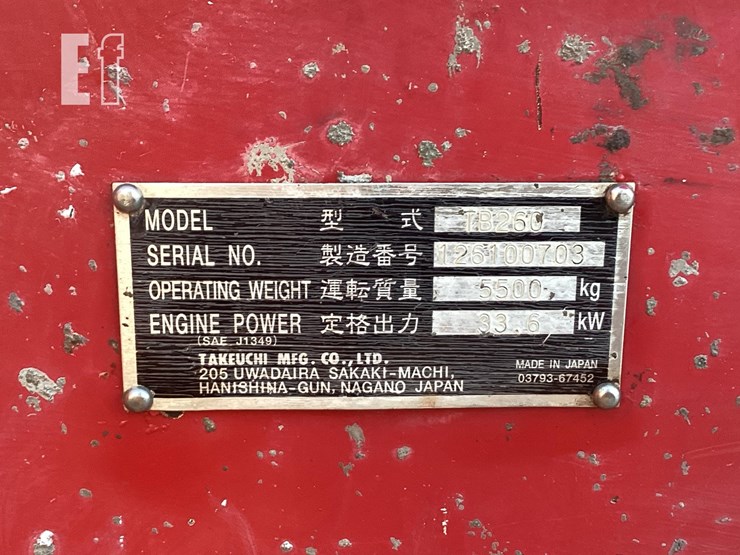 Ef
MODEL 型式 TB260
SERIAL NO. 製造番号 126100703
OPERATING WEIGHT 運転質量 5500 kg
ENGINE POWER 定格出力 33.6 kW
(SAE J1349)
TAKEUCHI MFG. CO., LTD.
205 UWADAIRA SAKAKI-MACHI,
HANISHINA-GUN, NAGANO JAPAN
MADE IN JAPAN
03793-67452